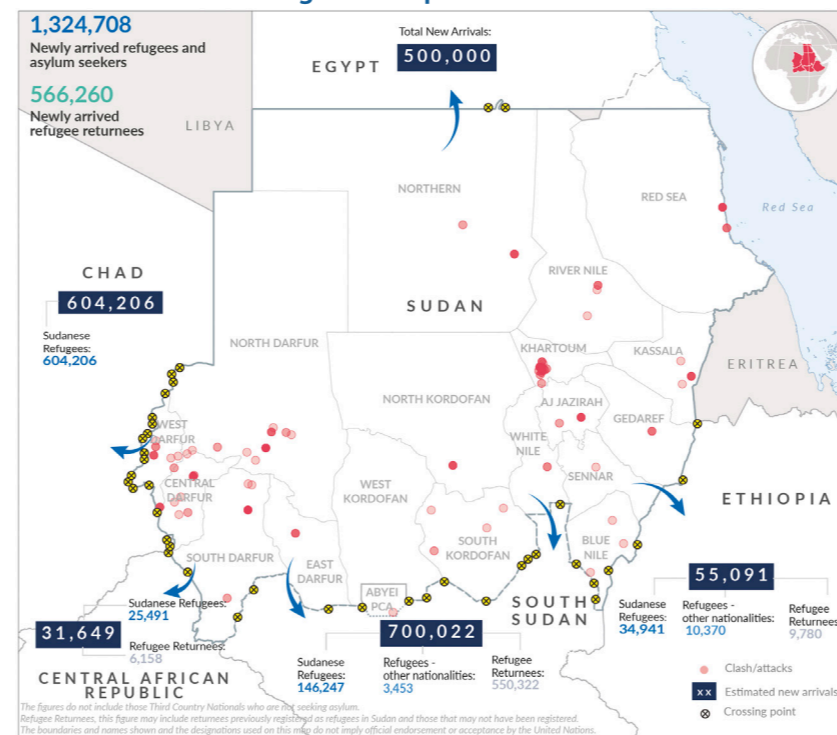 1,324,708
Newly arrived refugees and
asylum seekers
566,260
Newly arrived
refugee returnees
LIBYA
EGYPT
Total New Arrivals:
500,000
Red Sea
NORTHERN
RED SEA
CHAD
604,206
Sudanese
Refugees:
604,206
RIVER NILE
SUDAN
NORTH DARFUR
KHARTOUM
KASSALA
ERITREA
NORTH KORDOFAN
AJ JAZIRAH
GEDAREF
WEST
DARFUR
WHITE
NILE
SENNAR
CENTRAL
DARFUR
WEST
KORDOFAN
ETHIOPIA
SOUTH
KORDOFAN
BLUE
NILE
SOUTH DARFUR
EAST
DARFUR
ABYEI
PCA
SOUTH
SUDAN
55,091
Sudanese
Refugees:
34,941
Refugees -
other nationalities:
10,370
Refugee
Returnees
9,780
31,649
Sudanese Refugees:
25,491
Refugee Returnees:
6,158
CENTRAL AFRICAN
REPUBLIC
700,022
Sudanese
Refugees:
146,247
Refugees -
other nationalities:
3,453
Refugee
Returnees:
550,322
Clash/attacks
xx Estimated new arrivals
Crossing point
The figures do not include those Third Country Nationals who are not seeking asylum.
Refugee Returnees, this figure may include returnees previously registered as refugees in Sudan and those that may not have been registered.
The boundaries and names shown and the designations used on this map do not imply official endorsement or acceptance by the United Nations.